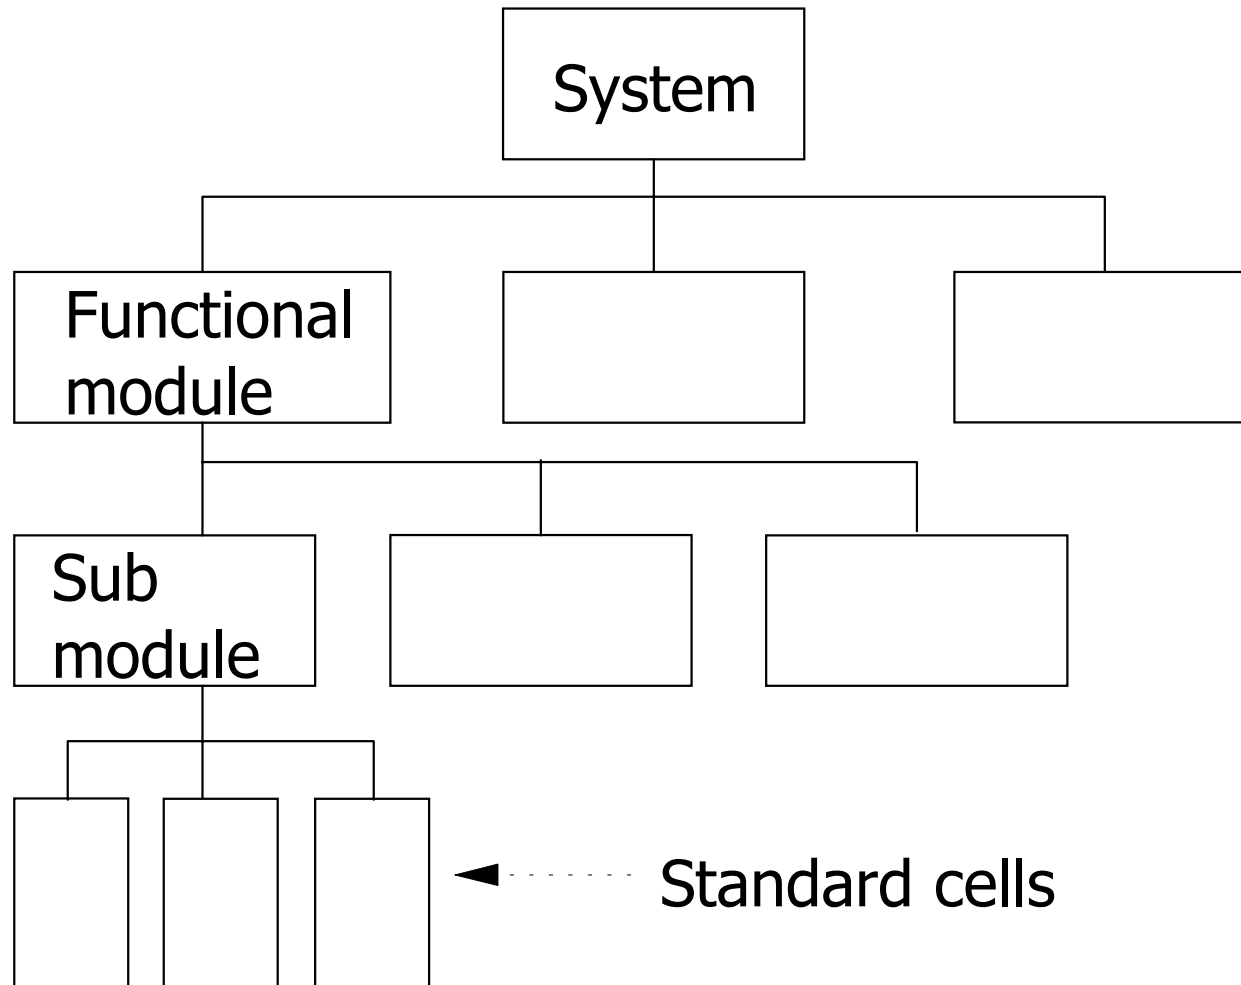 System
Functional
module
Sub
module
Standard cells